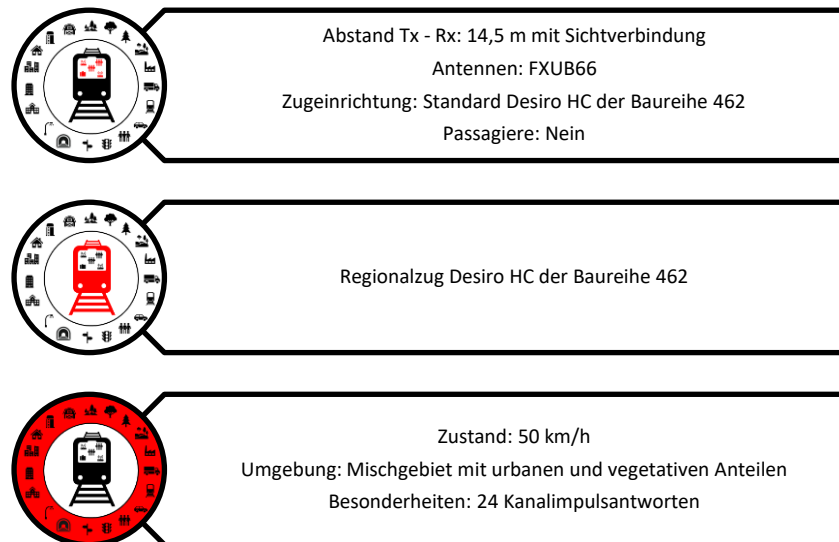 Abstand Tx - Rx: 14,5 m mit Sichtverbindung
Antennen: FXUB66
Zugeinrichtung: Standard Desiro HC der Baureihe 462
Passagiere: Nein
Regionalzug Desiro HC der Baureihe 462
Zustand: 50 km/h
Umgebung: Mischgebiet mit urbanen und vegetativen Anteilen
Besonderheiten: 24 Kanalimpulsantworten